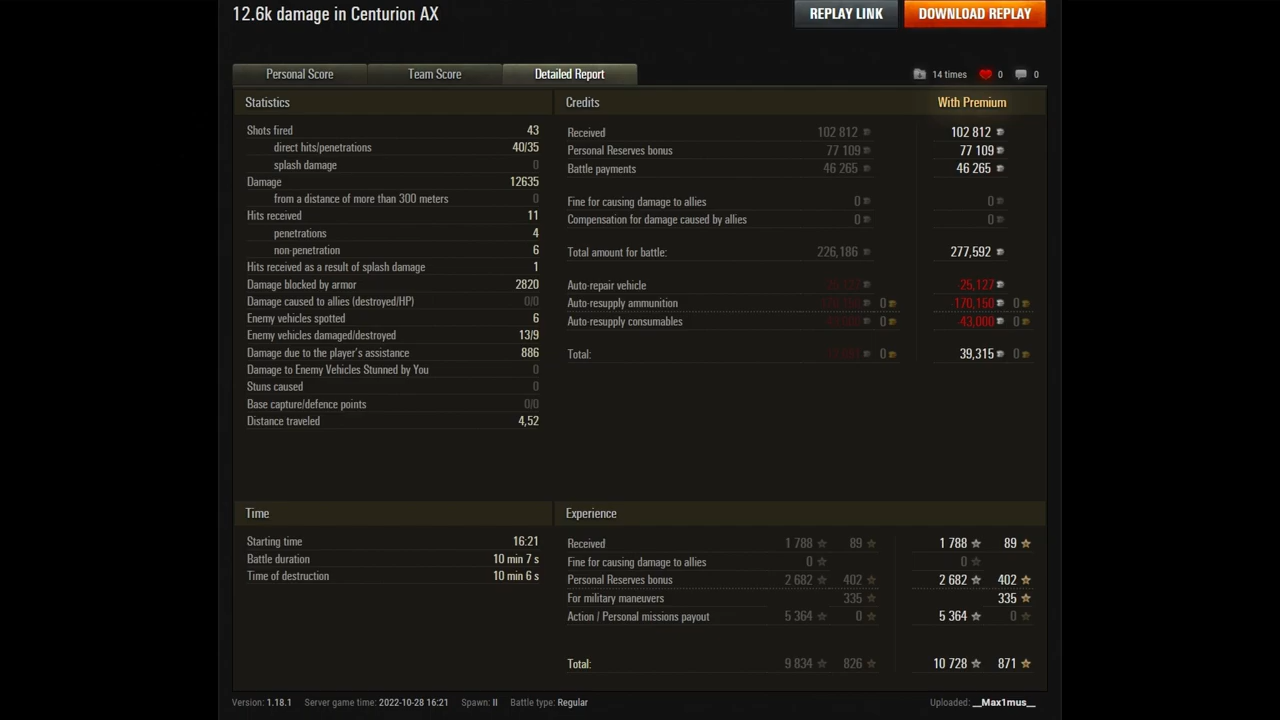 12.6k damage in Centurion AX
REPLAY LINK
DOWNLOAD REPLAY
Personal Score
Team Score
Detailed Report
14 times 0 0
Statistics
Shots fired 43
direct hits/penetrations 40/35
splash damage 0
Damage 12635
from a distance of more than 300 meters 0
Hits received 11
penetrations 4
non-penetration 6
Hits received as a result of splash damage 1
Damage blocked by armor 2820
Damage caused to allies (destroyed/HP) 0/0
Enemy vehicles spotted 6
Enemy vehicles damaged/destroyed 13/9
Damage due to the player's assistance 886
Damage to Enemy Vehicles Stunned by You 0
Stuns caused 0
Base capture/defence points 0/0
Distance traveled 4,52
Credits With Premium
Received 102 812 102 812
Personal Reserves bonus 77 109 77 109
Battle payments 46 265 46 265
Fine for causing damage to allies 0 0
Compensation for damage caused by allies 0 0
Total amount for battle: 226,186 277,592
Auto-repair vehicle -25,127
Auto-resupply ammunition 0 -170,150 0
Auto-resupply consumables 0 -43,000 0
Total: 0 39,315 0
Time
Starting time 16:21
Battle duration 10 min 7 s
Time of destruction 10 min 6 s
Experience
Received 1 788 89 1 788 89
Fine for causing damage to allies 0 0
Personal Reserves bonus 2 682 402 2 682 402
For military maneuvers 335 335
Action / Personal missions payout 5 364 0 5 364 0
Total: 9 834 826 10 728 871
Version: 1.18.1 Server game time: 2022-10-28 16:21 Spawn: II Battle type: Regular Uploaded: __Max1mus__